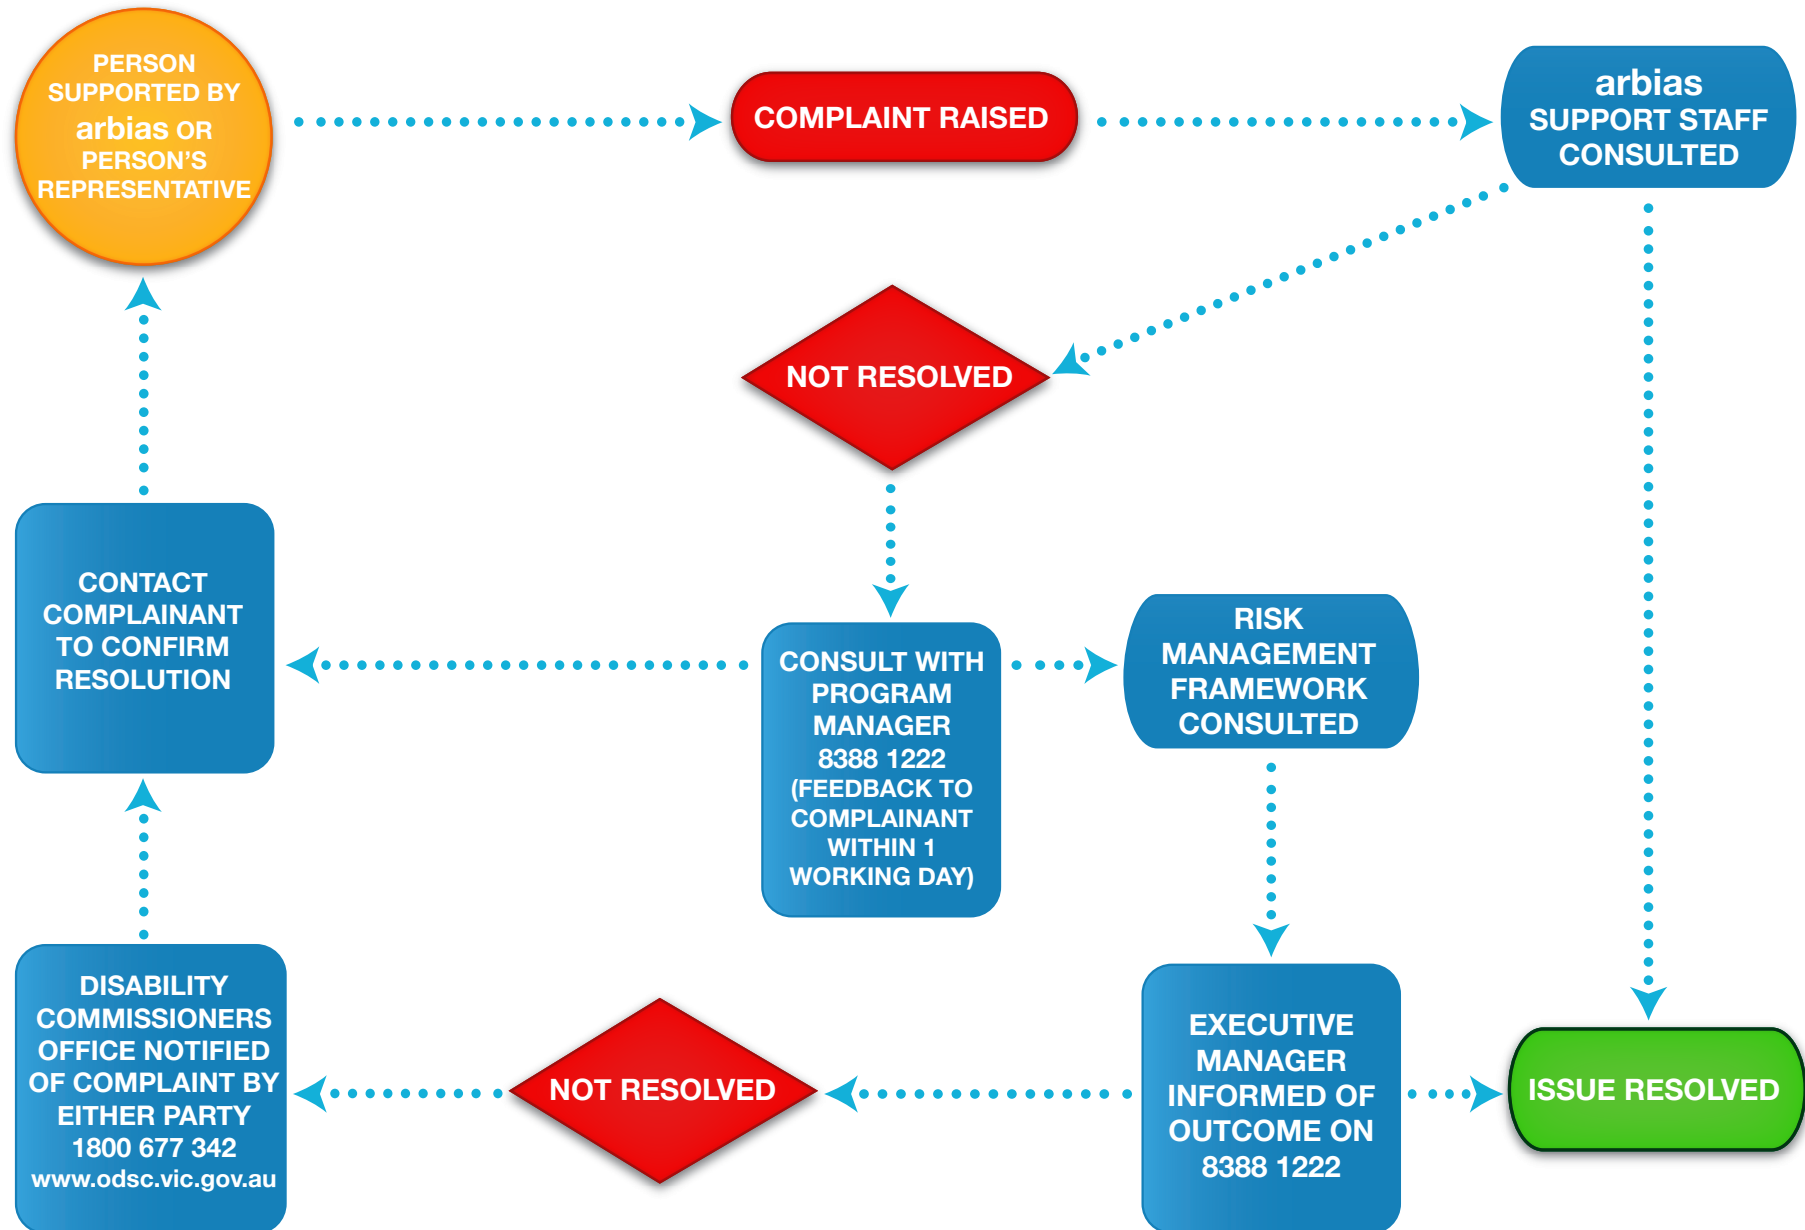 PERSON
SUPPORTED BY
arbias OR
PERSON'S
REPRESENTATIVE
COMPLAINT RAISED
arbias
SUPPORT STAFF
CONSULTED
NOT RESOLVED
CONTACT
COMPLAINANT
TO CONFIRM
RESOLUTION
CONSULT WITH
PROGRAM
MANAGER
8388 1222
(FEEDBACK TO
COMPLAINANT
WITHIN 1
WORKING DAY)
RISK
MANAGEMENT
FRAMEWORK
CONSULTED
DISABILITY
COMMISSIONERS
OFFICE NOTIFIED
OF COMPLAINT BY
EITHER PARTY
1800 677 342
www.odsc.vic.gov.au
NOT RESOLVED
EXECUTIVE
MANAGER
INFORMED OF
OUTCOME ON
8388 1222
ISSUE RESOLVED